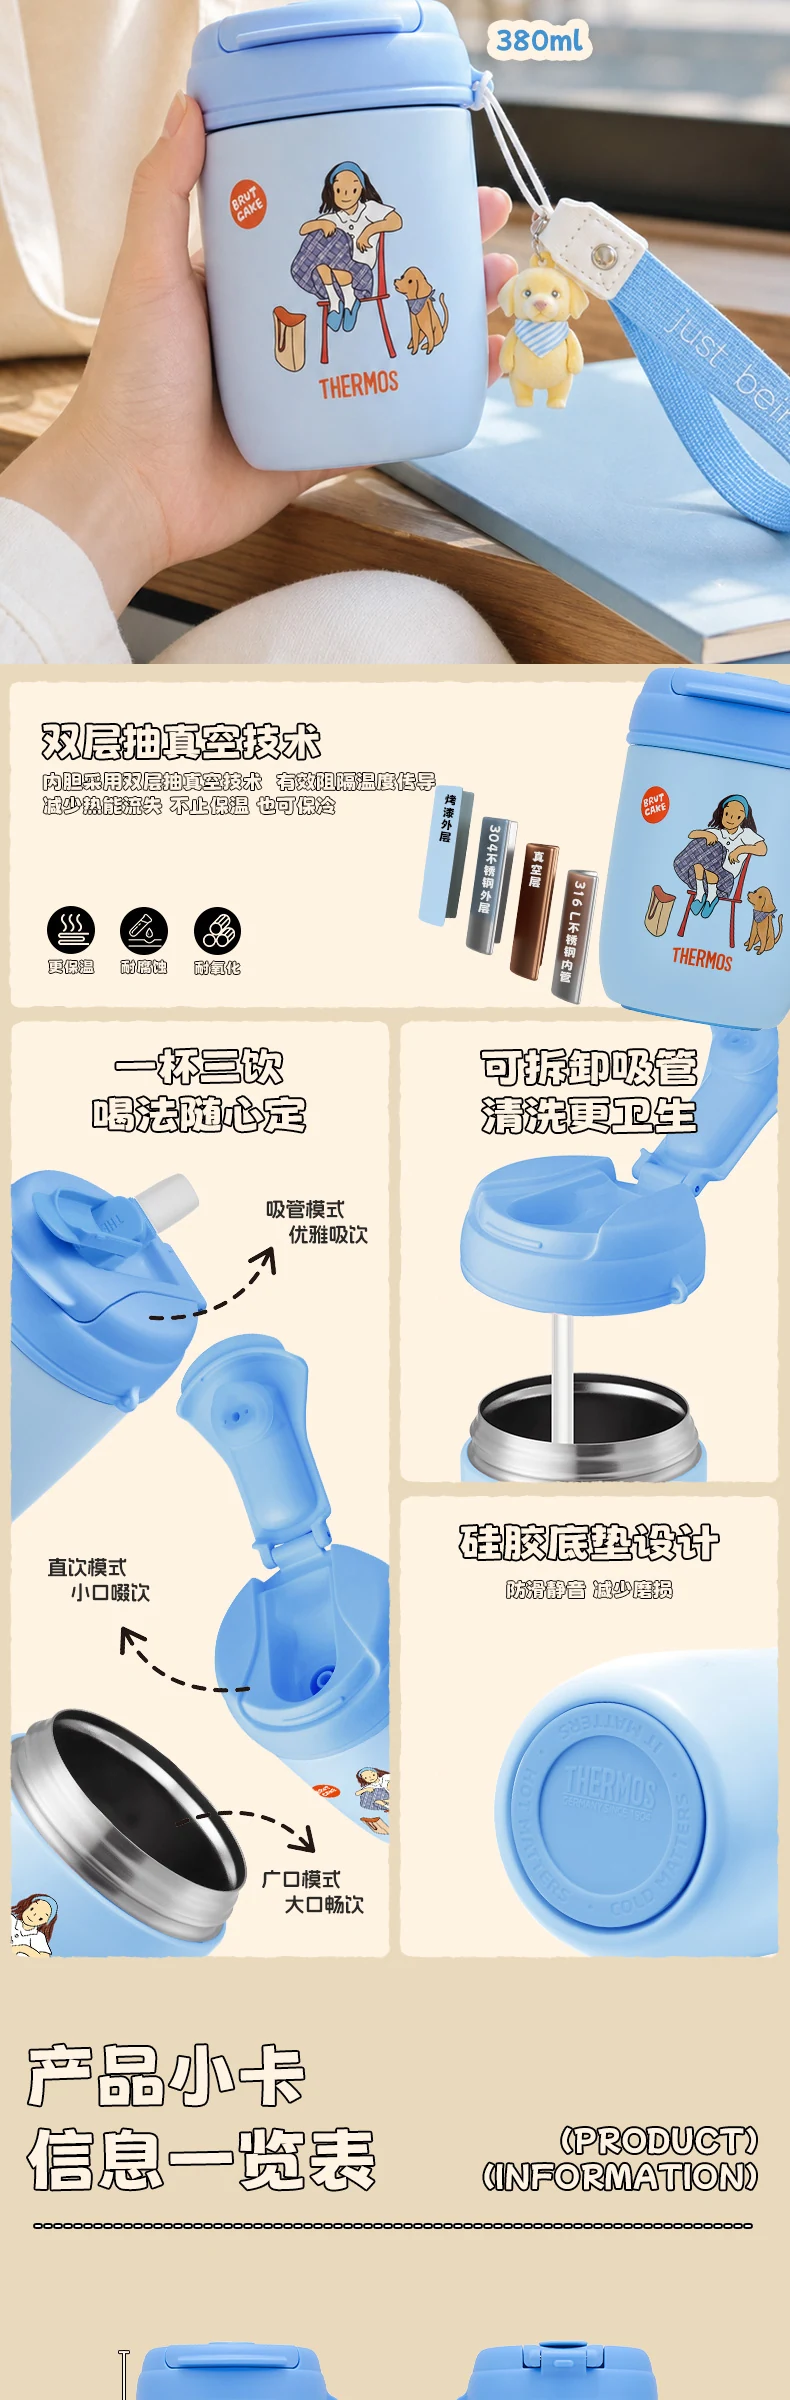 380ml
BRUT
CAKE
THERMOS
just bein
双层抽真空技术
内胆采用双层抽真空技术 有效阻隔温度传导
减少热能流失 不止保温 也可保冷
烤漆外层
304不锈钢外层
真空层
316 L不锈钢内管
BRUT
CAKE
THERMOS
更保温
耐腐蚀
耐氧化
一杯三饮
喝法随心定
吸管模式
优雅吸饮
直饮模式
小口啜饮
广口模式
大口畅饮
可拆卸吸管
清洗更卫生
硅胶底垫设计
防滑静音 减少磨损
THERMOS
HOT MATTERS · COLD MATTERS · IT MATTERS
产品小卡
信息一览表
(PRODUCT)
(INFORMATION)